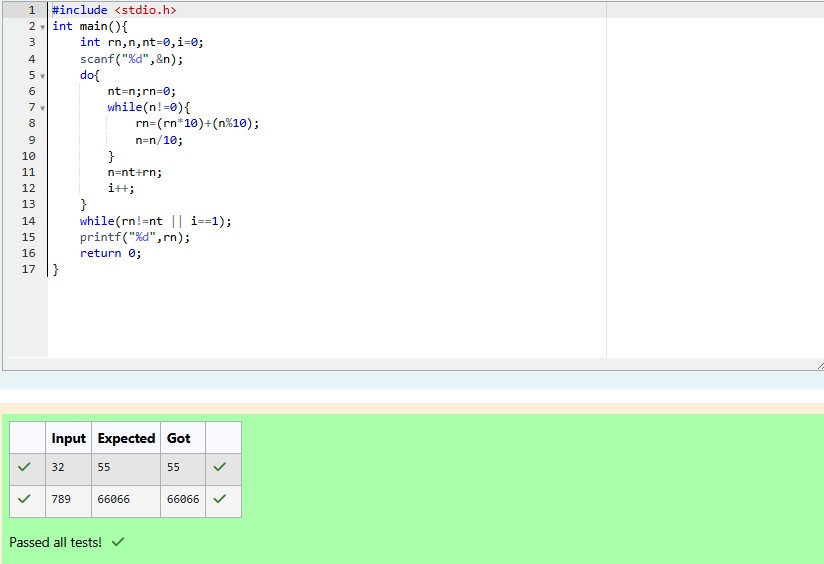 1 #include <stdio.h>
2 int main(){
3     int rn,n,nt=0,i=0;
4     scanf("%d",&n);
5     do{
6         nt=n;rn=0;
7         while(n!=0){
8             rn=(rn*10)+(n%10);
9             n=n/10;
10         }
11         n=nt+rn;
12         i++;
13     }
14     while(rn!=nt || i==1);
15     printf("%d",rn);
16     return 0;
17 }
Input Expected Got
32 55 55
789 66066 66066
Passed all tests!